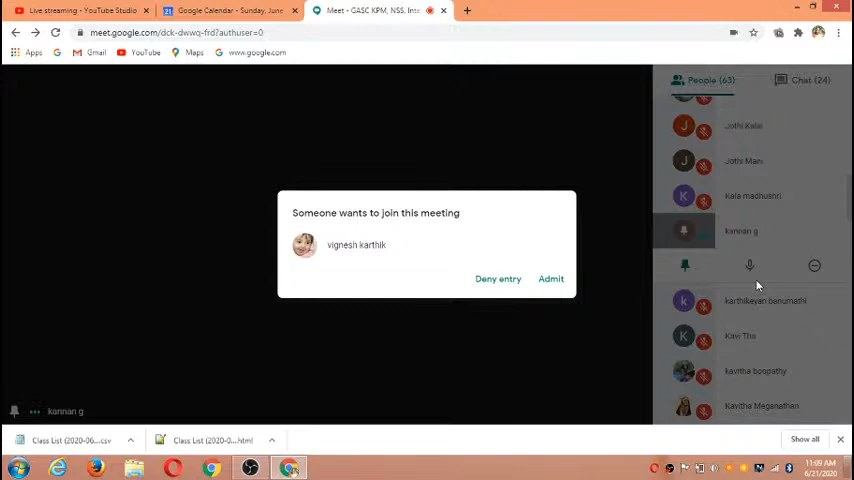 Live streaming - YouTube Studio
Google Calendar - Sunday, June
Meet - GASC KPM, NSS, Inte
meet.google.com/dck-dwwq-frd?authuser=0
Apps
Gmail
YouTube
Maps
www.google.com
People (63)
Chat (24)
J
Jothi Kalai
J
Jothi Mani
K
Kala madhushri
kannan g
Someone wants to join this meeting
vignesh karthik
Deny entry
Admit
k
karthikeyan banumathi
K
Kavi Tha
kavitha boopathy
Kavitha Meganathan
kannan g
Class List (2020-06....csv
Class List (2020-0....html
Show all
11:09 AM
6/21/2020